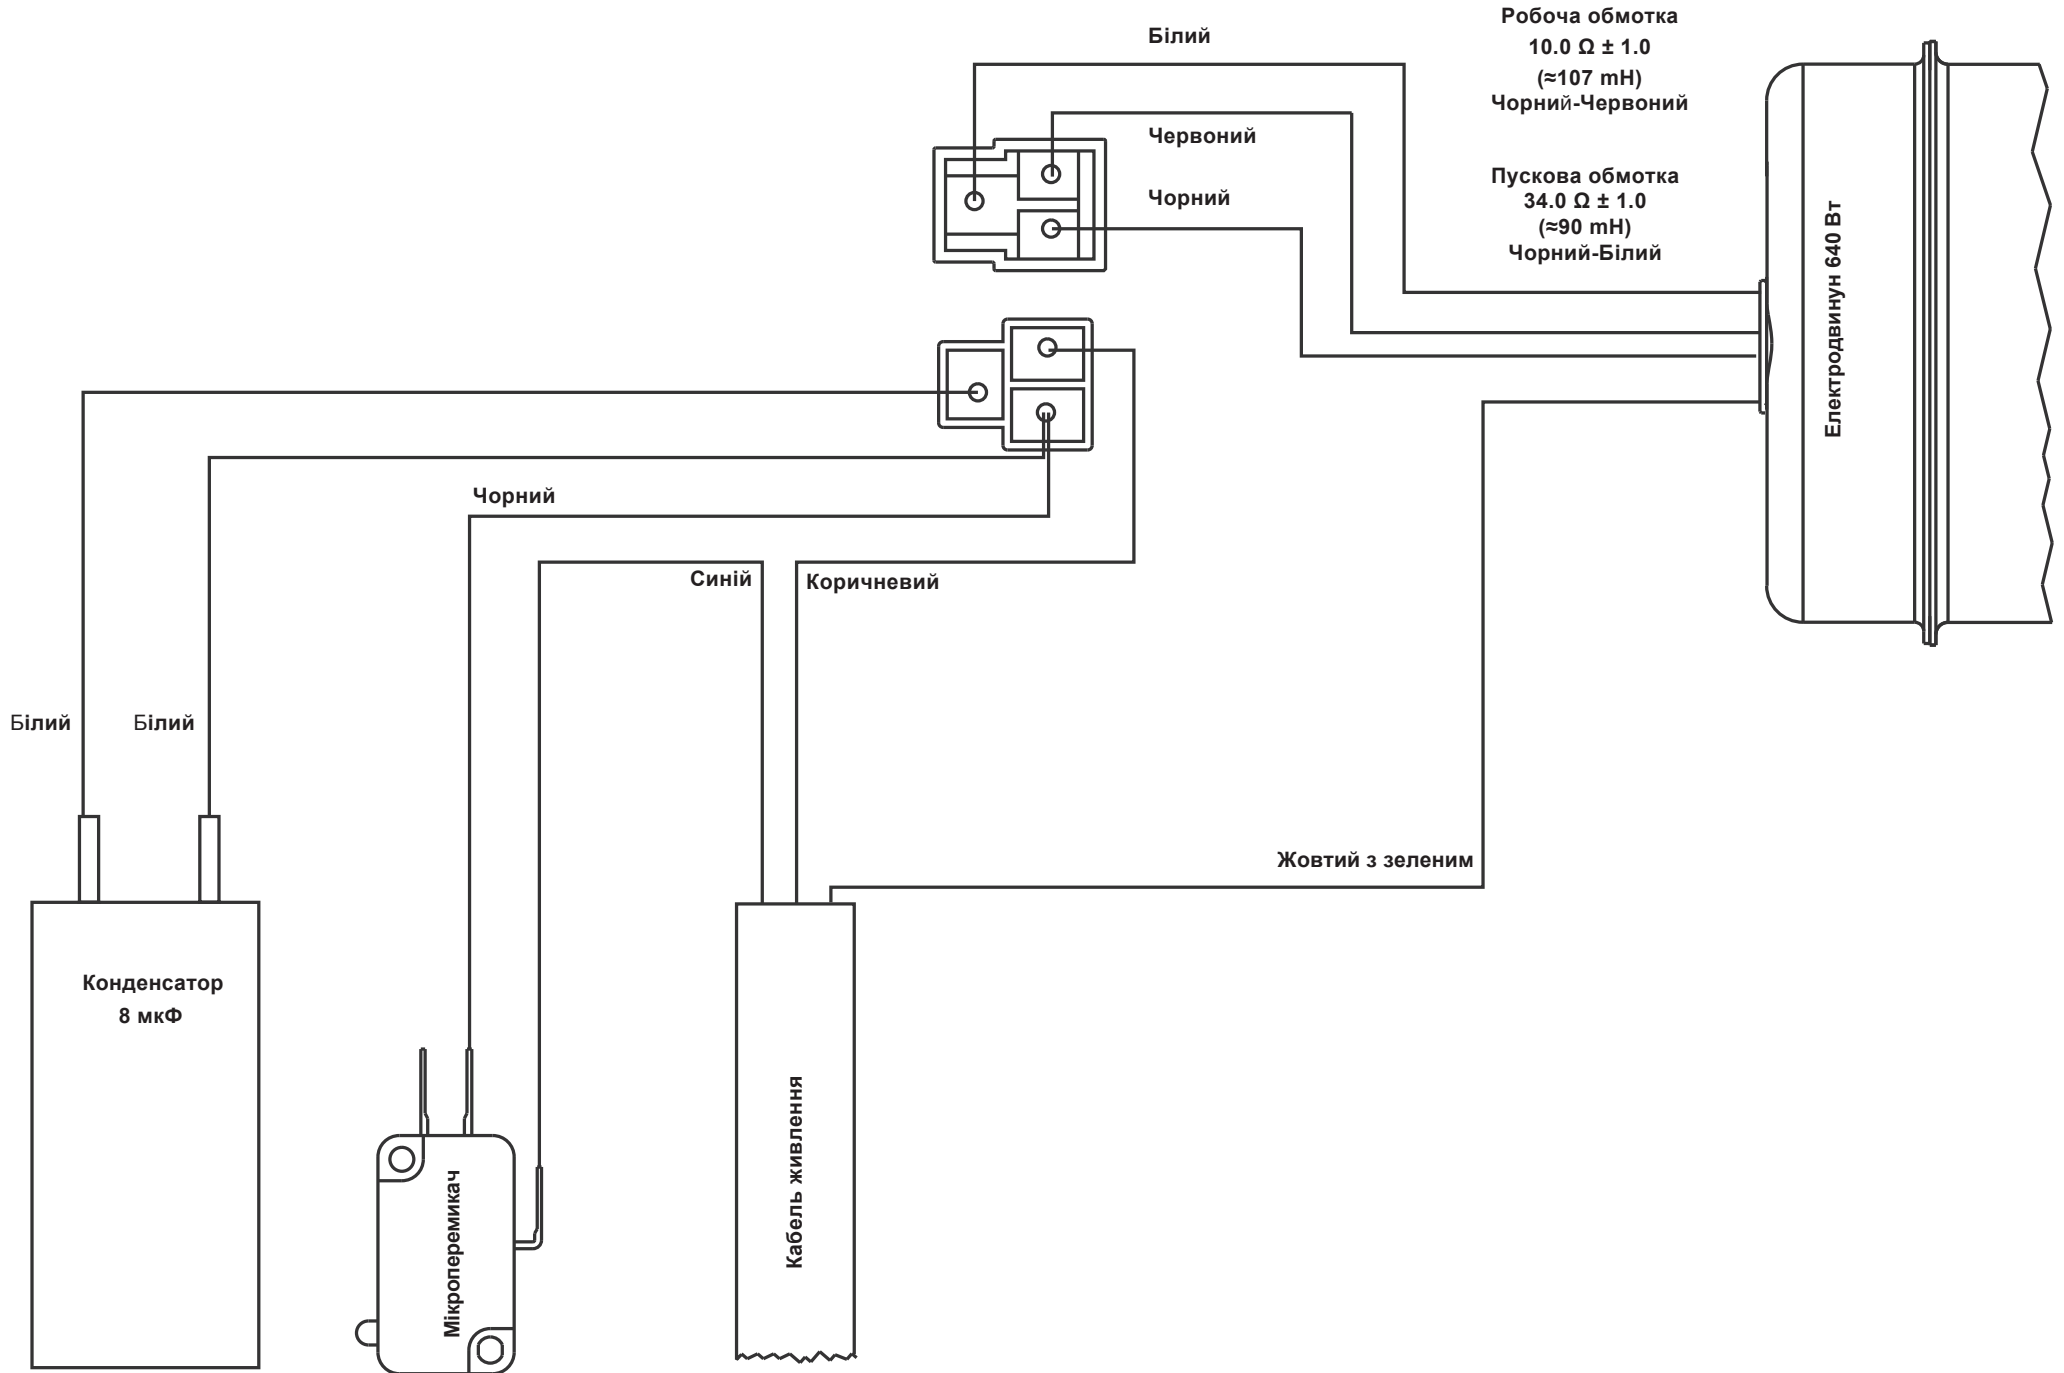 Робоча обмотка
10.0 Ω ± 1.0
(≈107 mH)
Чорний-Червоний
Білий
Червоний
Чорний
Пускова обмотка
34.0 Ω ± 1.0
(≈90 mH)
Чорний-Білий
Електродвинун 640 Вт
Чорний
Синій
Коричневий
Білий
Білий
Жовтий з зеленим
Конденсатор
8 мкФ
Мікроперемикач
Кабель живлення